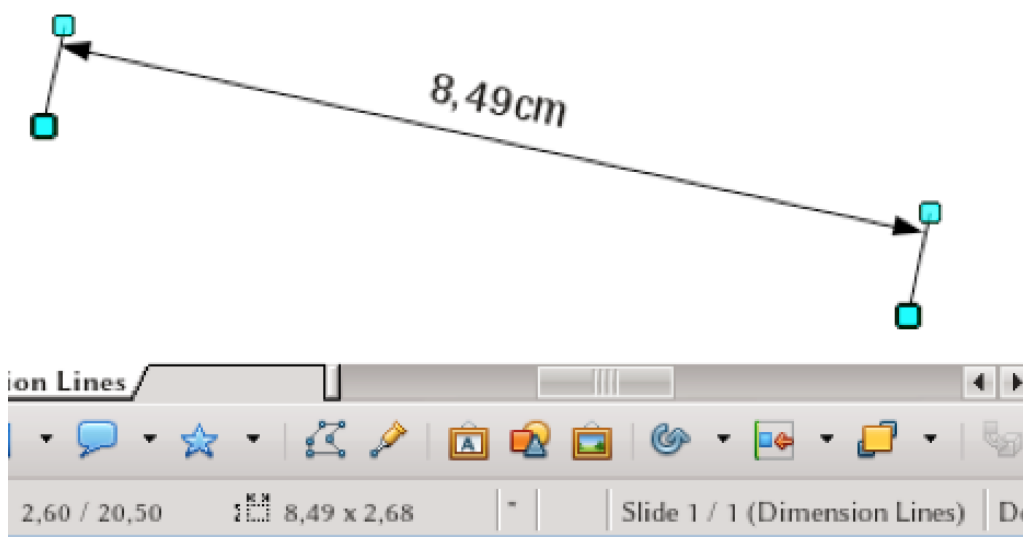 8,49cm
ion Lines
A
2,60 / 20,50
8,49 x 2,68
Slide 1 / 1 (Dimension Lines)